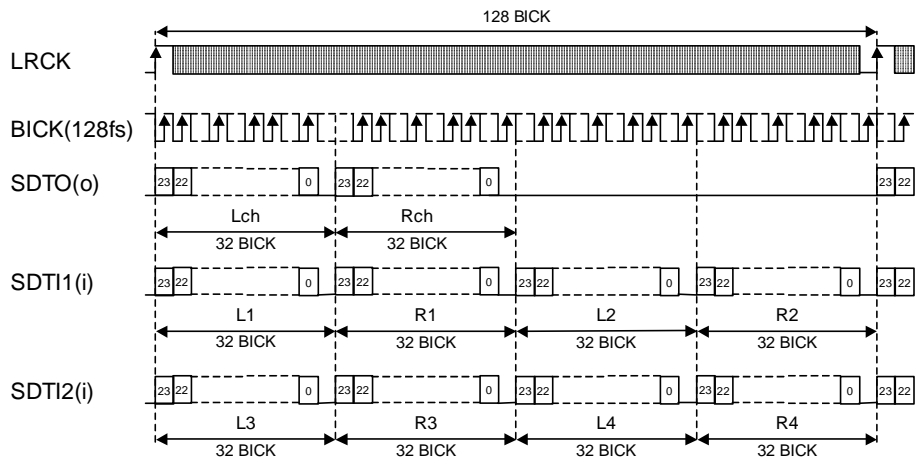 128 BICK
LRCK
BICK(128fs)
SDTO(o)
23 22 0 23 22 0 23 22
Lch Rch
32 BICK 32 BICK
SDTI1(i)
23 22 0 23 22 0 23 22 0 23 22 0 23 22
L1 R1 L2 R2
32 BICK 32 BICK 32 BICK 32 BICK
SDTI2(i)
23 22 0 23 22 0 23 22 0 23 22 0 23 22
L3 R3 L4 R4
32 BICK 32 BICK 32 BICK 32 BICK